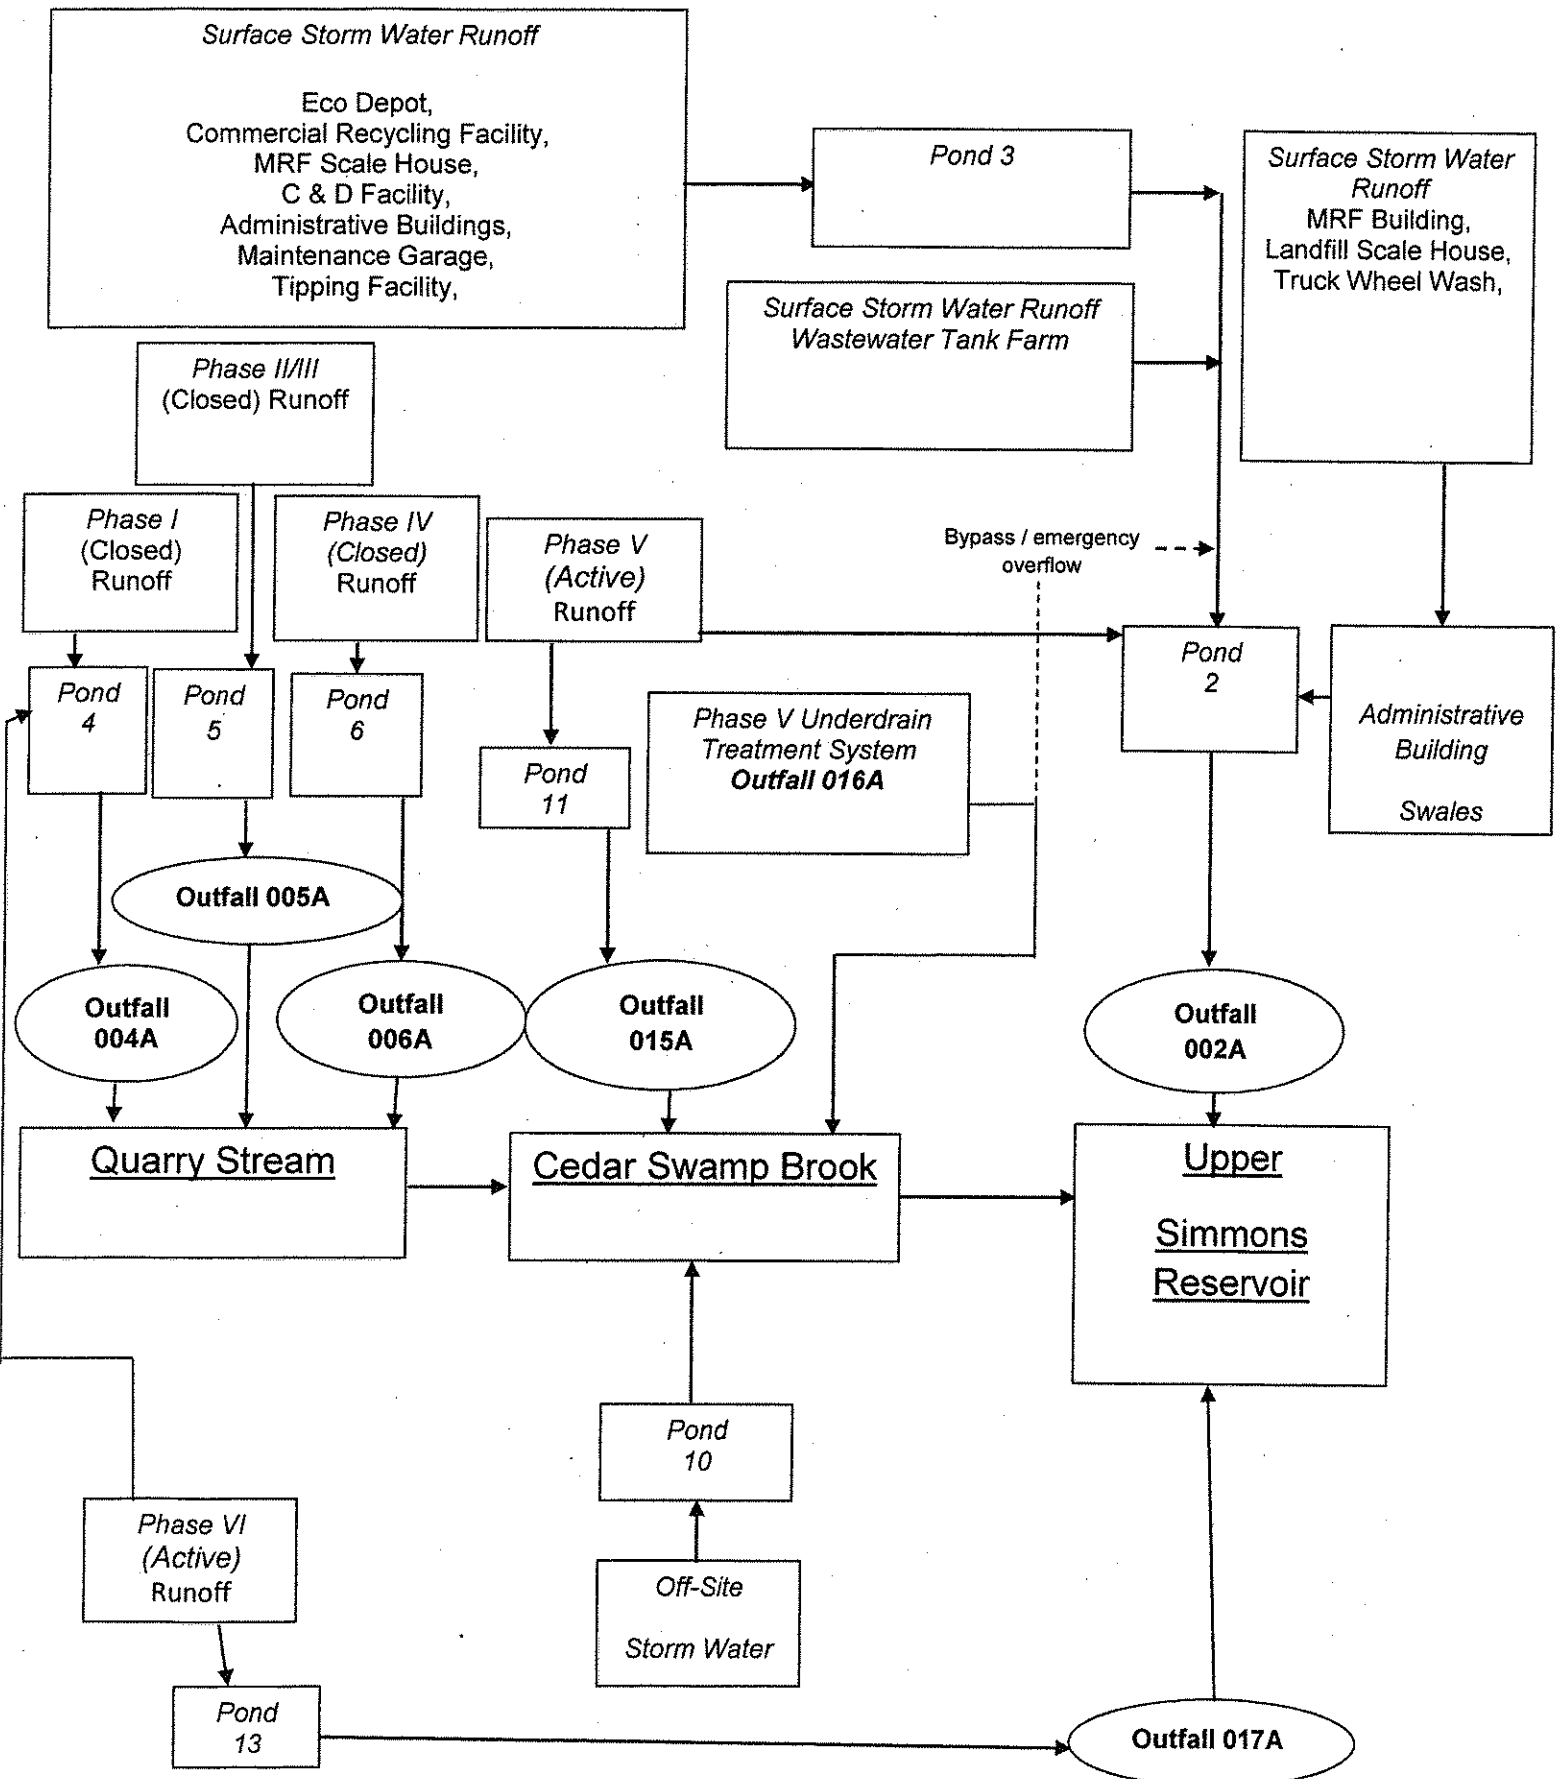 Surface Storm Water Runoff
Eco Depot,
Commercial Recycling Facility,
MRF Scale House,
C & D Facility,
Administrative Buildings,
Maintenance Garage,
Tipping Facility,
Pond 3
Surface Storm Water
Runoff
MRF Building,
Landfill Scale House,
Truck Wheel Wash,
Surface Storm Water Runoff
Wastewater Tank Farm
Phase II/III
(Closed) Runoff
Phase I
(Closed)
Runoff
Phase IV
(Closed)
Runoff
Phase V
(Active)
Runoff
Bypass / emergency
overflow
Pond
4
Pond
5
Pond
6
Pond
11
Phase V Underdrain
Treatment System
Outfall 016A
Pond
2
Administrative
Building
Swales
Outfall 005A
Outfall
004A
Outfall
006A
Outfall
015A
Outfall
002A
Quarry Stream
Cedar Swamp Brook
Upper
Simmons
Reservoir
Pond
10
Phase VI
(Active)
Runoff
Off-Site
Storm Water
Pond
13
Outfall 017A